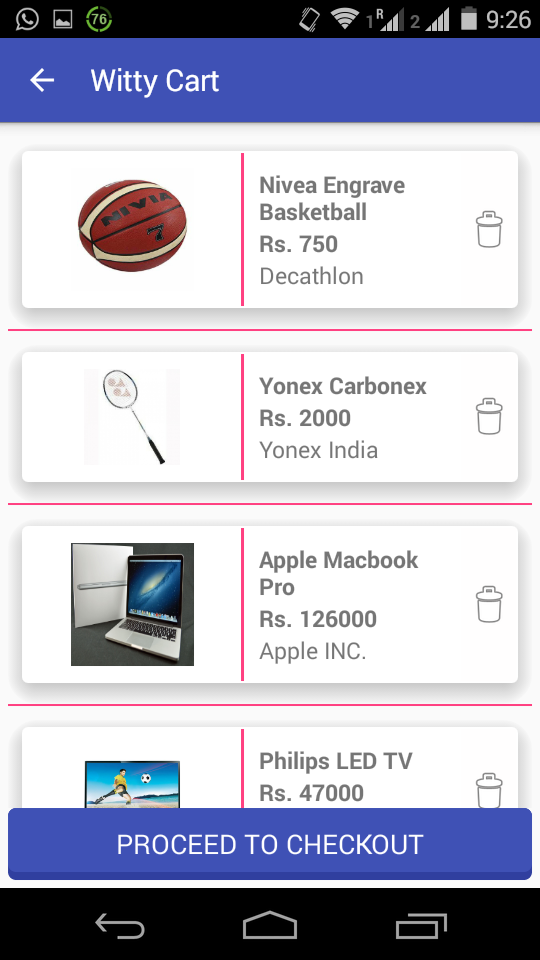 76
1 R 2 9:26
Witty Cart
NIVIA
7
Nivea Engrave
Basketball
Rs. 750
Decathlon
Yonex Carbonex
Rs. 2000
Yonex India
Apple Macbook
Pro
Rs. 126000
Apple INC.
Philips LED TV
Rs. 47000
PROCEED TO CHECKOUT